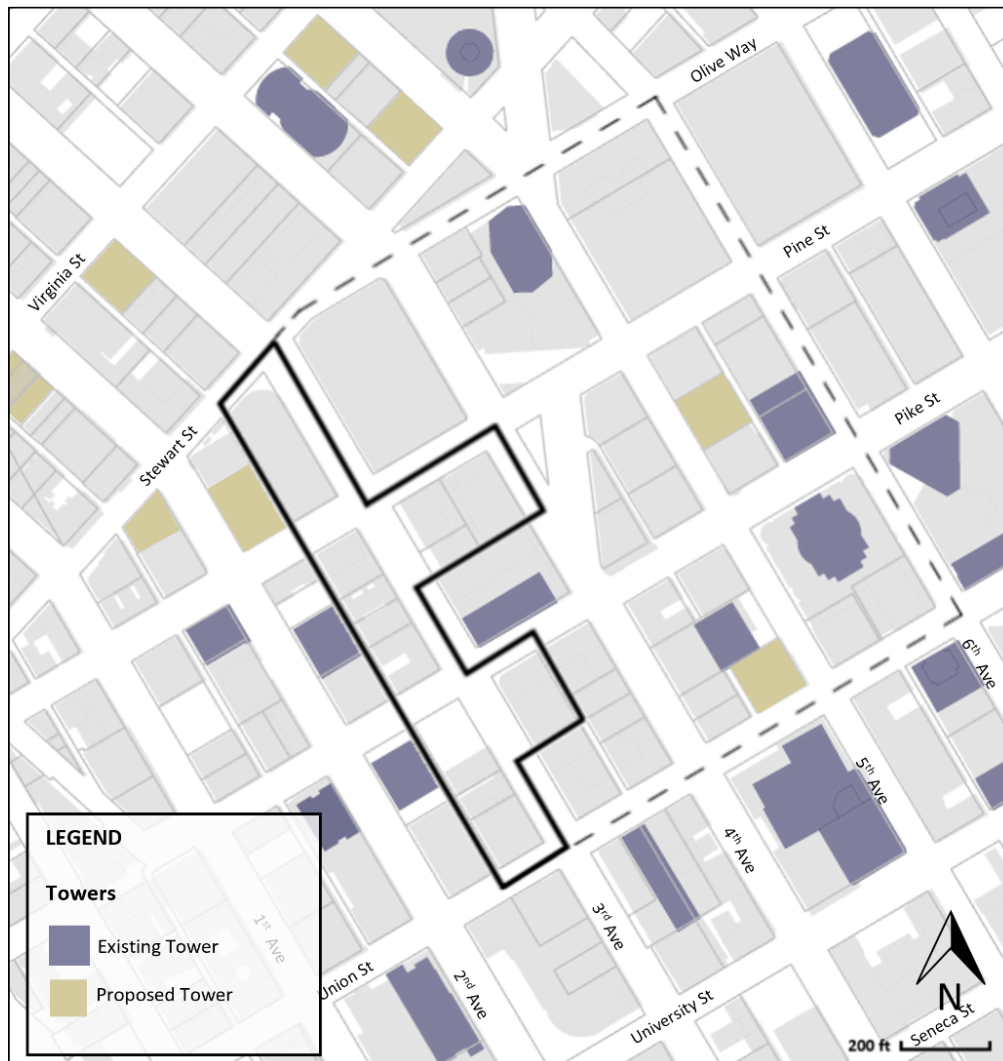 Olive Way
Pine St
Virginia St
Pike St
Stewart St
6th Ave
5th Ave
4th Ave
3rd Ave
2nd Ave
1st Ave
Union St
University St
Seneca St
LEGEND
Towers
Existing Tower
Proposed Tower
N
200 ft